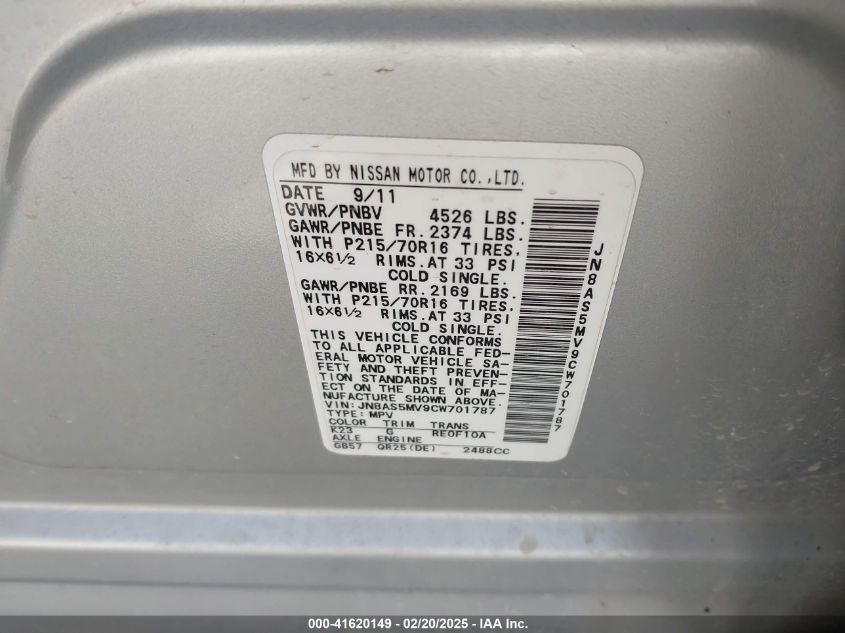 MFD BY NISSAN MOTOR CO.,LTD.
DATE 9/11
GVWR/PNBV 4526 LBS.
GAWR/PNBE FR. 2374 LBS.
WITH P215/70R16 TIRES,
16X6½ RIMS. AT 33 PSI
COLD SINGLE.
GAWR/PNBE RR. 2169 LBS.
WITH P215/70R16 TIRES,
16X6½ RIMS. AT 33 PSI
COLD SINGLE.
THIS VEHICLE CONFORMS
TO ALL APPLICABLE FED-
ERAL MOTOR VEHICLE SA-
FETY AND THEFT PREVEN-
TION STANDARDS IN EFF-
ECT ON THE DATE OF MA-
NUFACTURE SHOWN ABOVE.
VIN: JN8AS5MV9CW701787
TYPE: MPV
COLOR TRIM TRANS
K23 G RE0F10A
AXLE ENGINE
GB57 QR25(DE) 2488CC
JN8AS5MV9CW701787
000-41620149 — 02/20/2025 — IAAI.COM